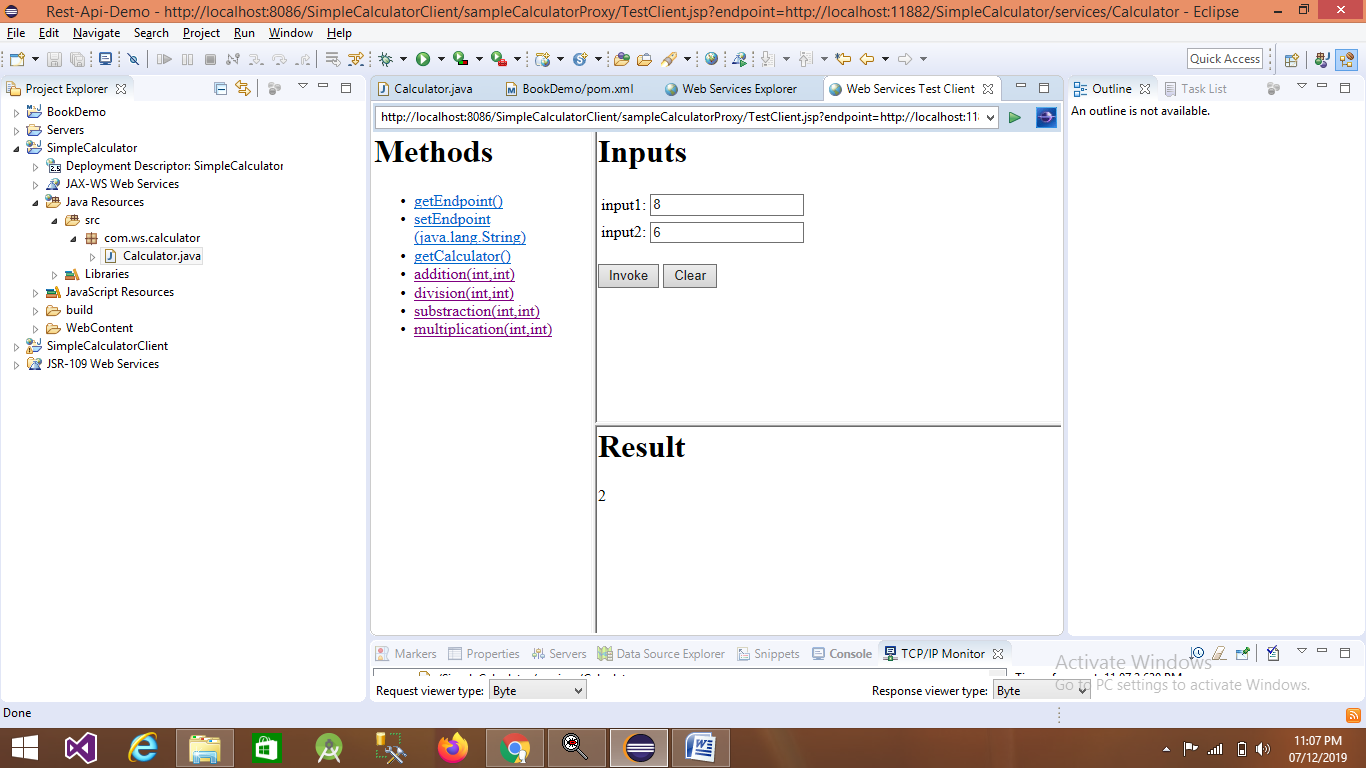 Rest-Api-Demo - http://localhost:8086/SimpleCalculatorClient/sampleCalculatorProxy/TestClient.jsp?endpoint=http://localhost:11882/SimpleCalculator/services/Calculator - Eclipse
File Edit Navigate Search Project Run Window Help
Quick Access
Project Explorer
BookDemo
Servers
SimpleCalculator
Deployment Descriptor: SimpleCalculator
JAX-WS Web Services
Java Resources
src
com.ws.calculator
Calculator.java
Libraries
JavaScript Resources
build
WebContent
SimpleCalculatorClient
JSR-109 Web Services
Calculator.java BookDemo/pom.xml Web Services Explorer Web Services Test Client
http://localhost:8086/SimpleCalculatorClient/sampleCalculatorProxy/TestClient.jsp?endpoint=http://localhost:11
Methods
getEndpoint()
setEndpoint
(java.lang.String)
getCalculator()
addition(int,int)
division(int,int)
substraction(int,int)
multiplication(int,int)
Inputs
input1: 8
input2: 6
Invoke Clear
Result
2
Outline Task List
An outline is not available.
Markers Properties Servers Data Source Explorer Snippets Console TCP/IP Monitor
Request viewer type: Byte
Response viewer type: Byte
Activate Windows
Go to PC settings to activate Windows.
Done
11:07 PM
07/12/2019